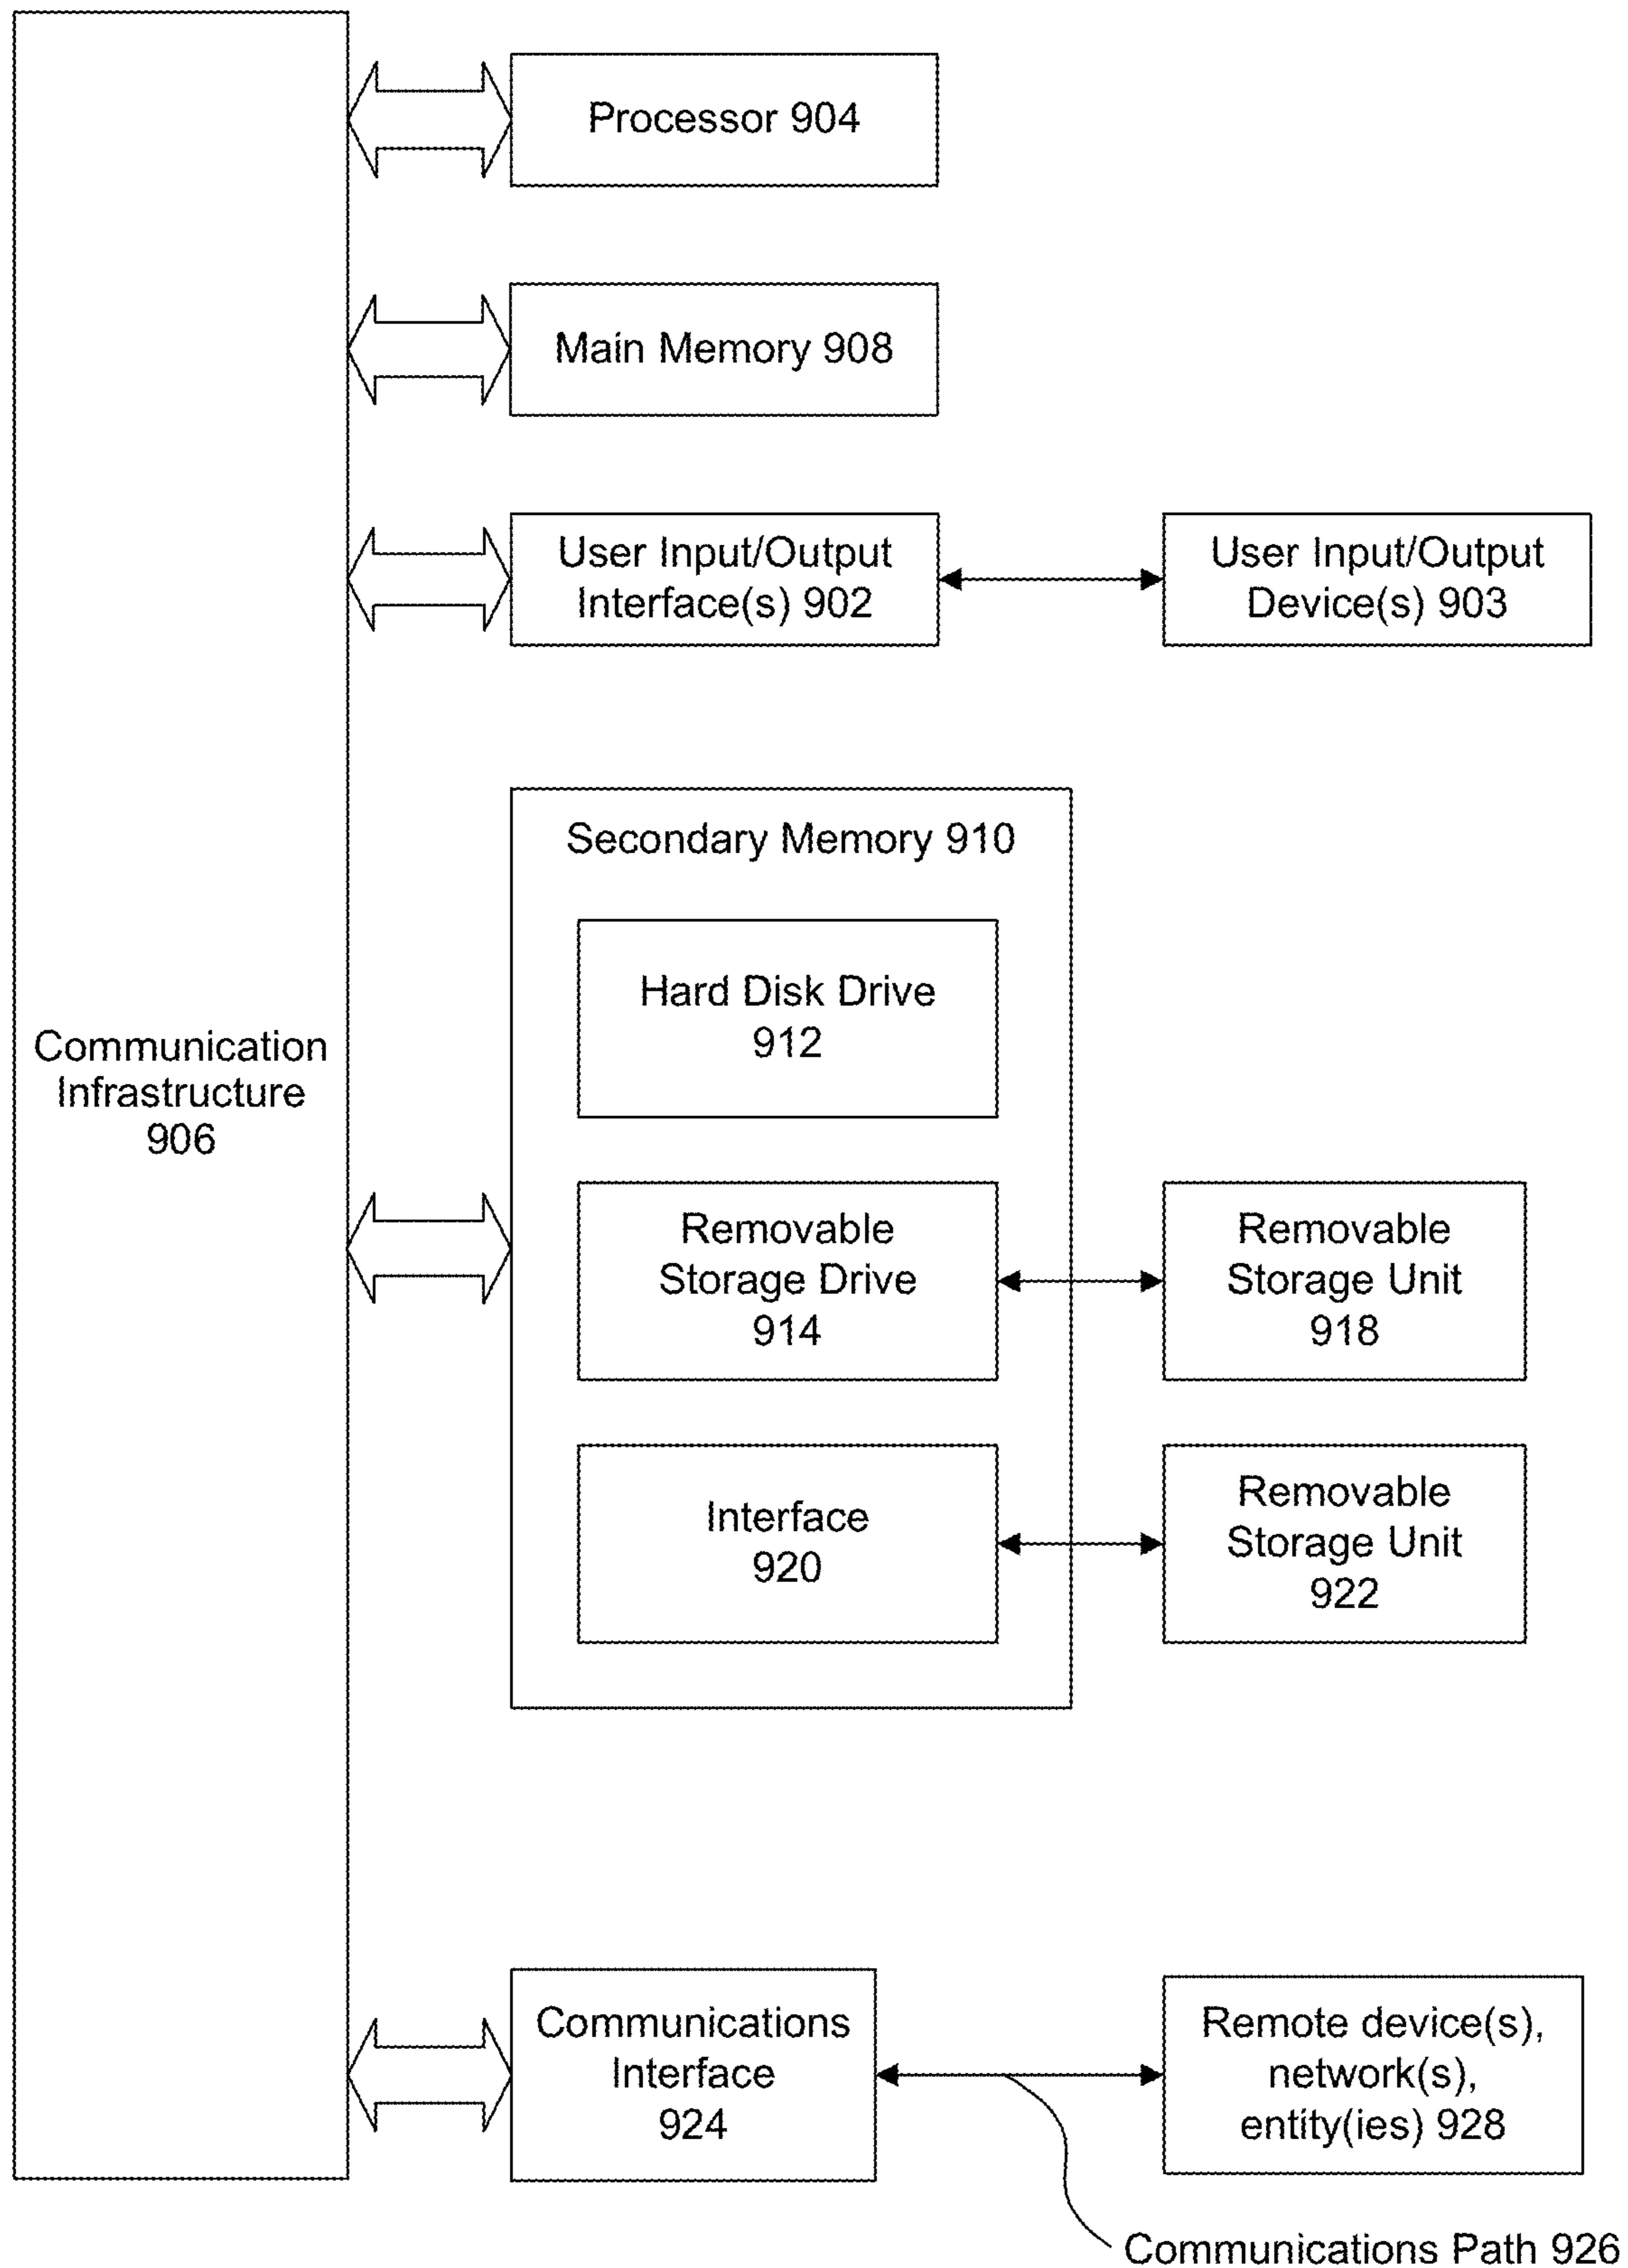 Processor 904
Main Memory 908
User Input/Output
Interface(s) 902
User Input/Output
Device(s) 903
Secondary Memory 910
Hard Disk Drive
912
Communication
Infrastructure
906
Removable
Storage Drive
914
Removable
Storage Unit
918
Interface
920
Removable
Storage Unit
922
Communications
Interface
924
Remote device(s),
network(s),
entity(ies) 928
Communications Path 926